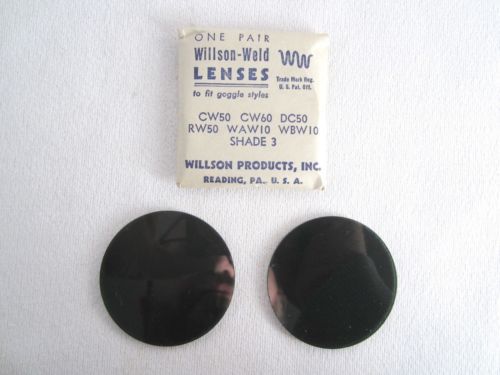 ONE PAIR
Willson-Weld
LENSES
to fit goggle styles
WW
Trade Mark Reg.
U. S. Pat. Off.
CW50 CW60 DC50
RW50 WAW10 WBW10
SHADE 3
WILLSON PRODUCTS, INC.
READING, PA., U. S. A.